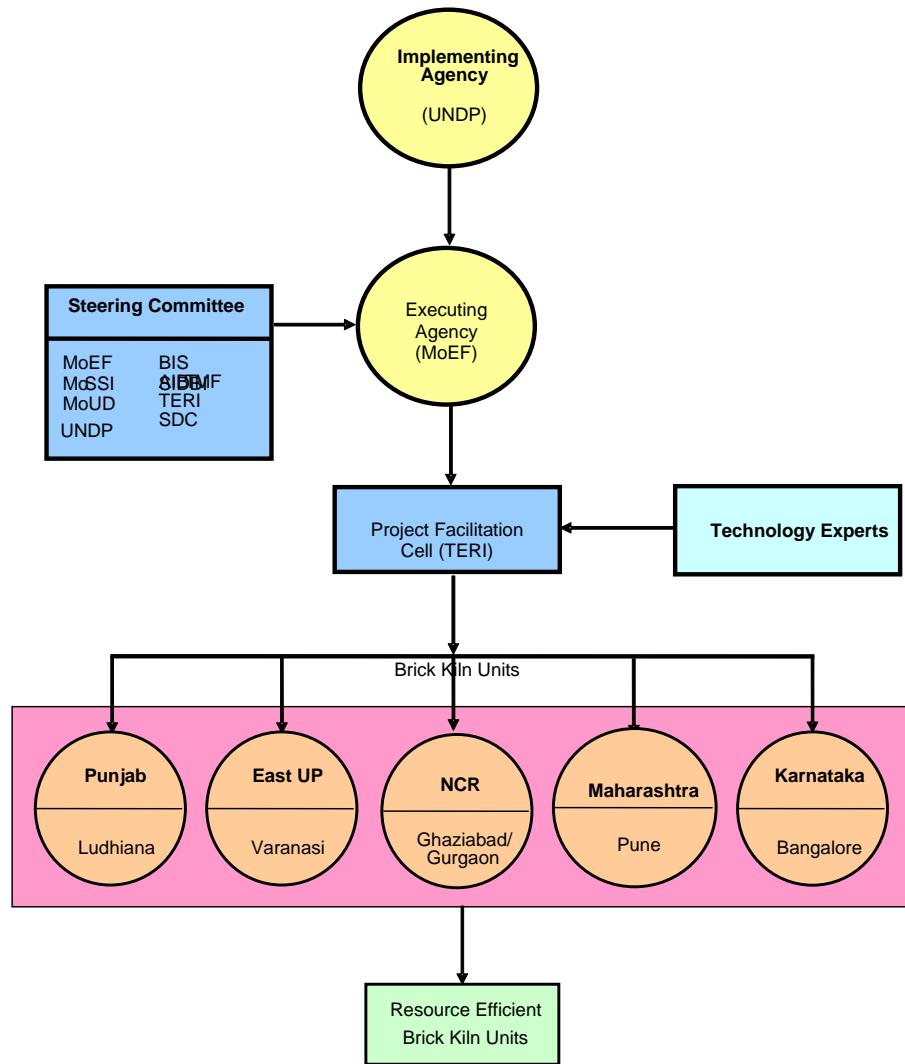 Implementing
Agency
(UNDP)
Steering Committee
MoEF
MoSSI
MoUD
UNDP
BIS
TERI
SDC
Executing
Agency
(MoEF)
Project Facilitation
Cell (TERI)
Technology Experts
Brick Kiln Units
Punjab
Ludhiana
East UP
Varanasi
NCR
Ghaziabad/
Gurgaon
Maharashtra
Pune
Karnataka
Bangalore
Resource Efficient
Brick Kiln Units